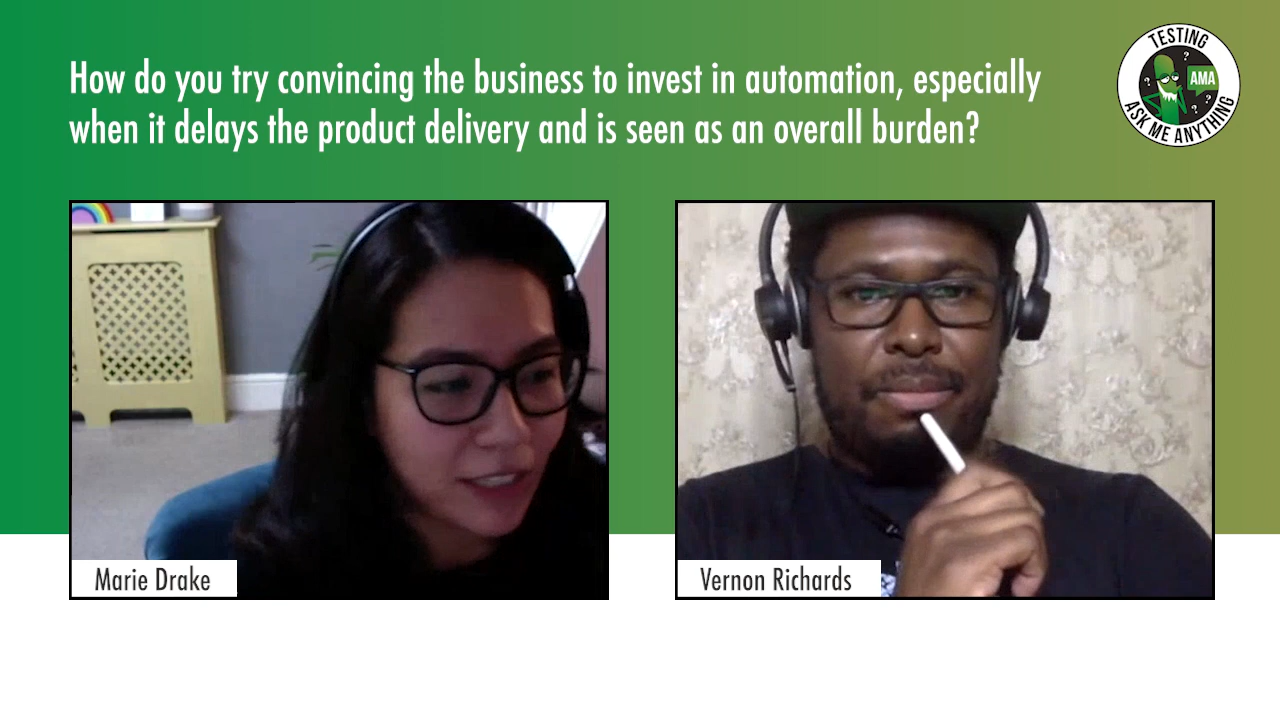 How do you try convincing the business to invest in automation, especially
when it delays the product delivery and is seen as an overall burden?
TESTING
AMA
ASK ME ANYTHING
Marie Drake
Vernon Richards